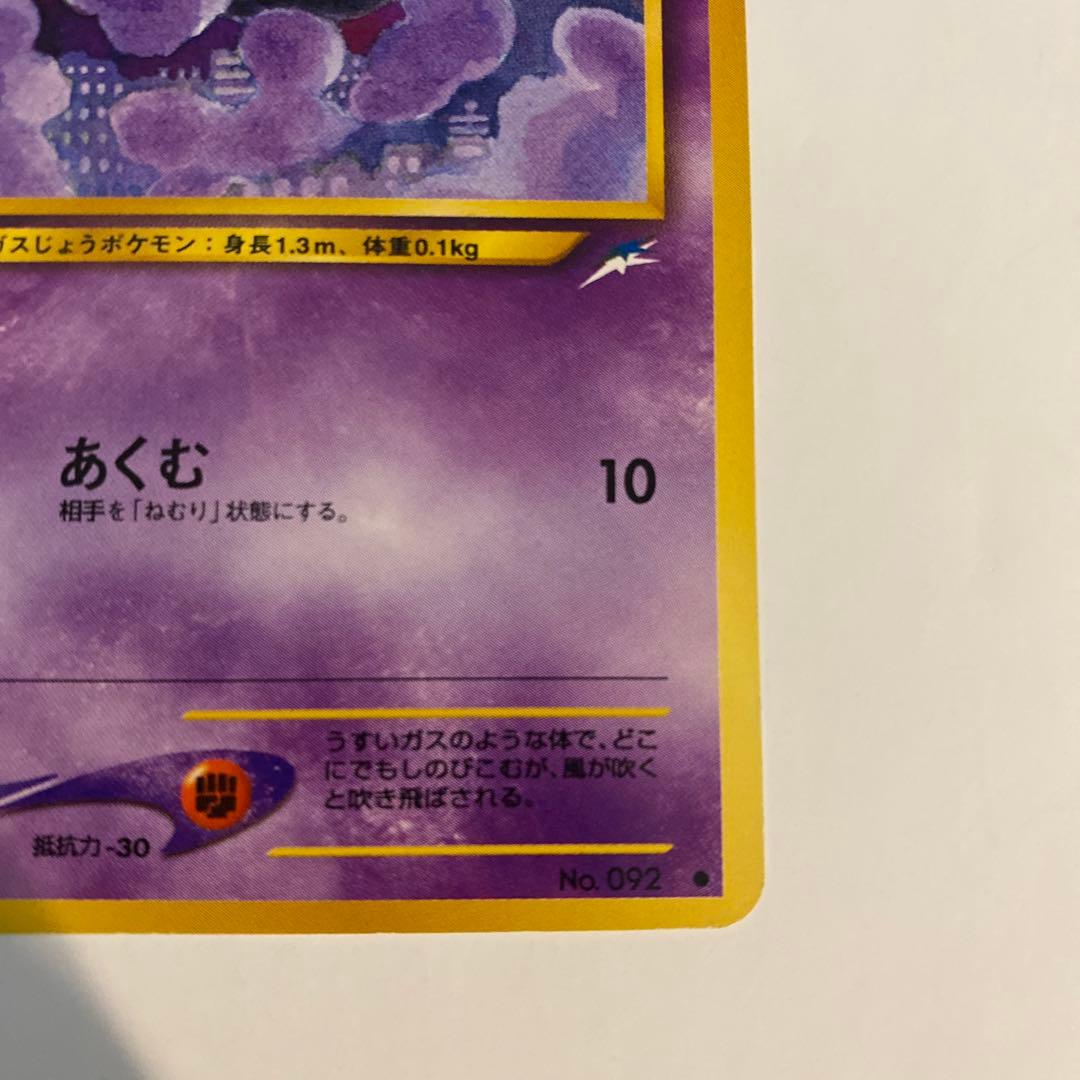 ガスじょうポケモン：身長1.3m、体重0.1kg
あくむ 10
相手を「ねむり」状態にする。
うすいガスのような体で、どこ
にでもしのびこむが、風が吹く
と吹き飛ばされる。
抵抗力 -30
No. 092 ●